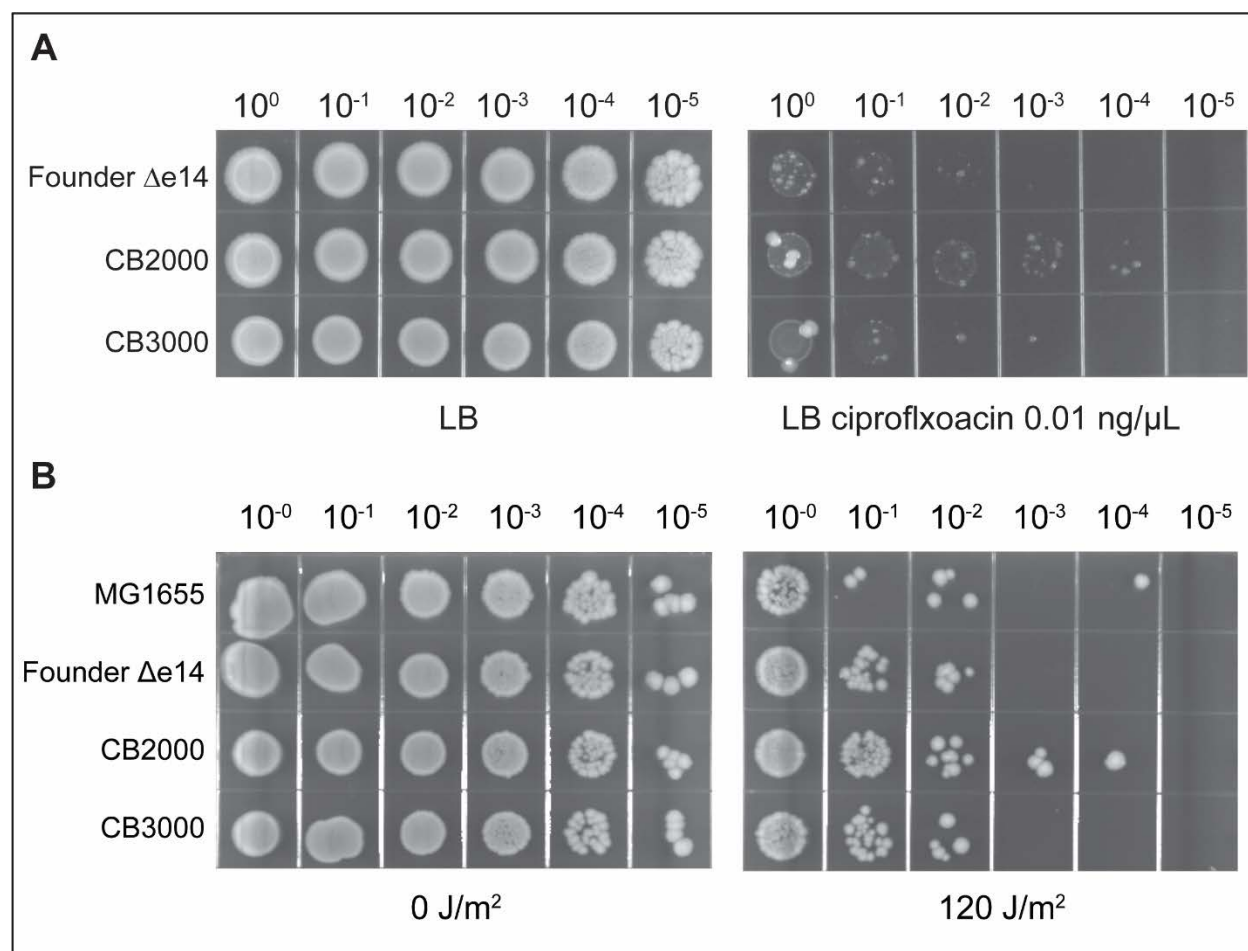 A
10⁰ 10⁻¹ 10⁻² 10⁻³ 10⁻⁴ 10⁻⁵ 10⁰ 10⁻¹ 10⁻² 10⁻³ 10⁻⁴ 10⁻⁵
Founder Δe14
CB2000
CB3000
LB LB ciproflxoacin 0.01 ng/µL
B
10⁻⁰ 10⁻¹ 10⁻² 10⁻³ 10⁻⁴ 10⁻⁵ 10⁻⁰ 10⁻¹ 10⁻² 10⁻³ 10⁻⁴ 10⁻⁵
MG1655
Founder Δe14
CB2000
CB3000
0 J/m² 120 J/m²